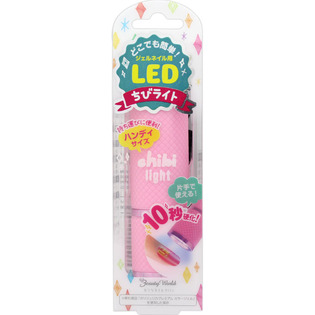 どこでも簡単!
ジェルネイル用
LED
ちびライト
持ち運びに便利!
ハンディ
サイズ
chibi
light
片手で
使える!
10秒硬化!
Beauty World